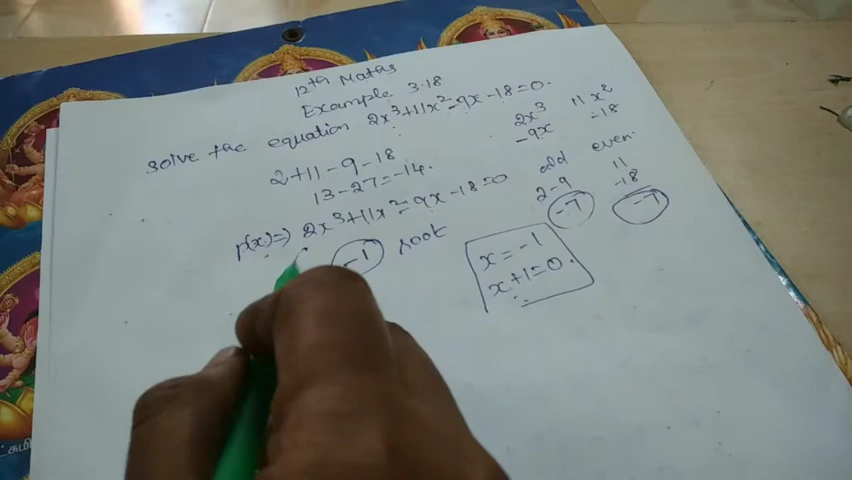 12th Maths
Example 3.18
Solve the equation 2x³+11x²-9x-18=0.
2x³ 11x²
-9x -18
2+11-9-18
13-27=-14.
odd even.
2-9 11
-18
-7 -7
p(x)=) 2x³+11x²-9x-18=0
-1 root
x=-1
x+1=0.